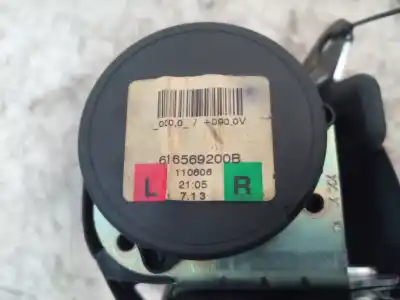 _000,0_ / +090,0V
616569200B
110606
L R
21:05
7.13